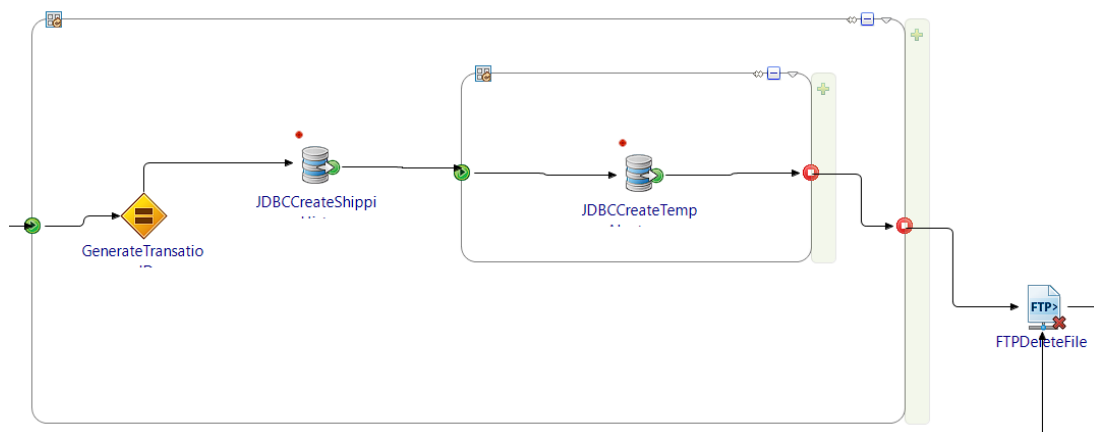 JDBCCreateShippi
JDBCCreateTemp
GenerateTransatio
FTP>
FTPDeleteFile